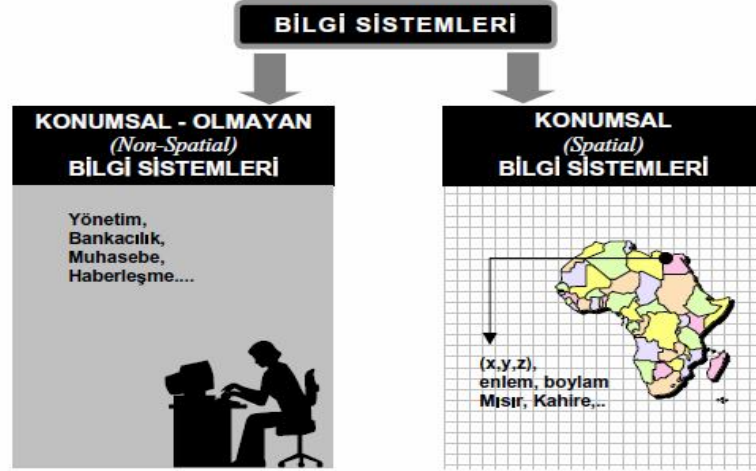 BİLGİ SİSTEMLERİ
KONUMSAL - OLMAYAN
(Non-Spatial)
BİLGİ SİSTEMLERİ
Yönetim,
Bankacılık,
Muhasebe,
Haberleşme....
KONUMSAL
(Spatial)
BİLGİ SİSTEMLERİ
(x,y,z),
enlem, boylam
Mısır, Kahire,..